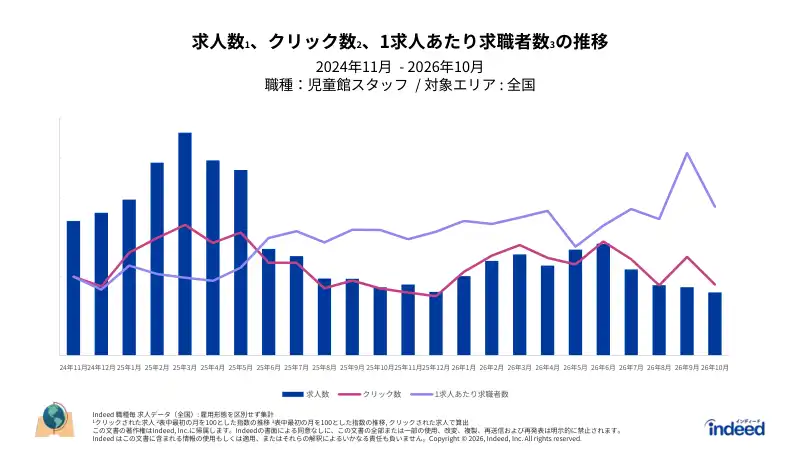 求人数1、クリック数2、1求人あたり求職者数3の推移
2024年11月 - 2026年10月
職種：児童館スタッフ / 対象エリア : 全国
24年11月 24年12月 25年1月 25年2月 25年3月 25年4月 25年5月 25年6月 25年7月 25年8月 25年9月 25年10月 25年11月 25年12月 26年1月 26年2月 26年3月 26年4月 26年5月 26年6月 26年7月 26年8月 26年9月 26年10月
求人数 クリック数 1求人あたり求職者数
Indeed 職種毎 求人データ（全国）: 雇用形態を区別せず集計
¹クリックされた求人 ²表中最初の月を100とした指数の推移 ³表中最初の月を100とした指数の推移, クリックされた求人で算出
この文書の著作権はIndeed, Inc.に帰属します。Indeedの書面による同意なしに、この文書の全部または一部の使用、改変、複製、再送信および再発表は明示的に禁止されます。
Indeed はこの文書に含まれる情報の使用もしくは適用、またはそれらの解釈によるいかなる責任も負いません。Copyright © 2026, Indeed, Inc. All rights reserved.
インディード
indeed